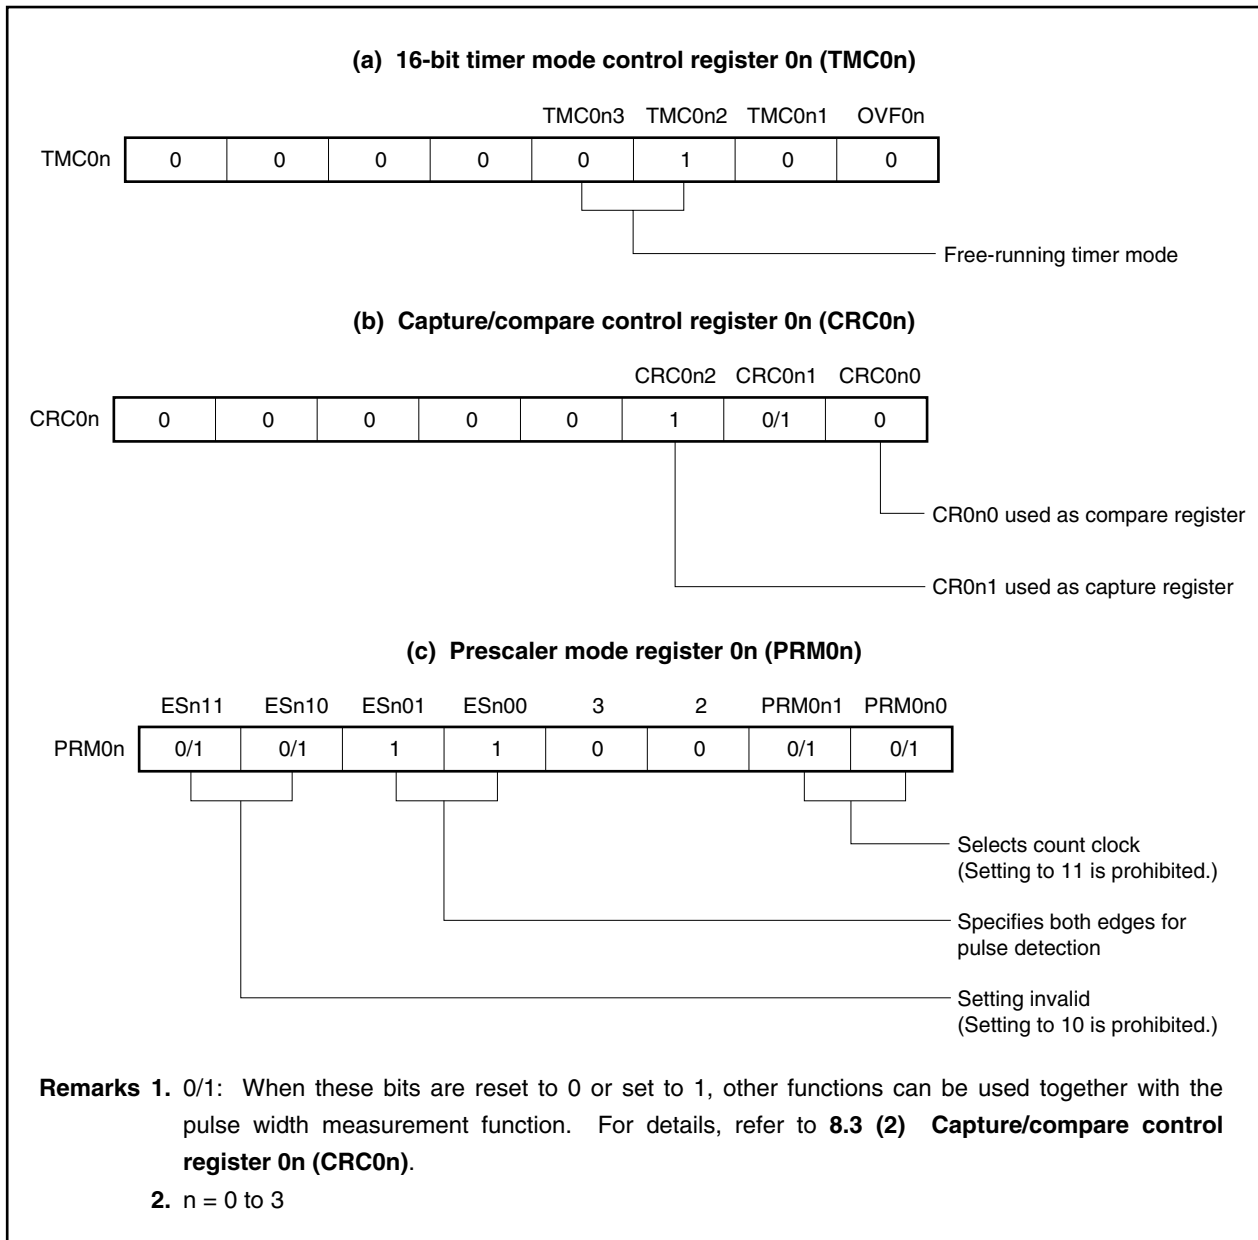 (a) 16-bit timer mode control register 0n (TMC0n)
TMC0n3 TMC0n2 TMC0n1 OVF0n
TMC0n 0 0 0 0 0 1 0 0
Free-running timer mode
(b) Capture/compare control register 0n (CRC0n)
CRC0n2 CRC0n1 CRC0n0
CRC0n 0 0 0 0 0 1 0/1 0
CR0n0 used as compare register
CR0n1 used as capture register
(c) Prescaler mode register 0n (PRM0n)
ESn11 ESn10 ESn01 ESn00 3 2 PRM0n1 PRM0n0
PRM0n 0/1 0/1 1 1 0 0 0/1 0/1
Selects count clock
(Setting to 11 is prohibited.)
Specifies both edges for
pulse detection
Setting invalid
(Setting to 10 is prohibited.)
Remarks 1. 0/1: When these bits are reset to 0 or set to 1, other functions can be used together with the
pulse width measurement function. For details, refer to 8.3 (2) Capture/compare control
register 0n (CRC0n).
2. n = 0 to 3